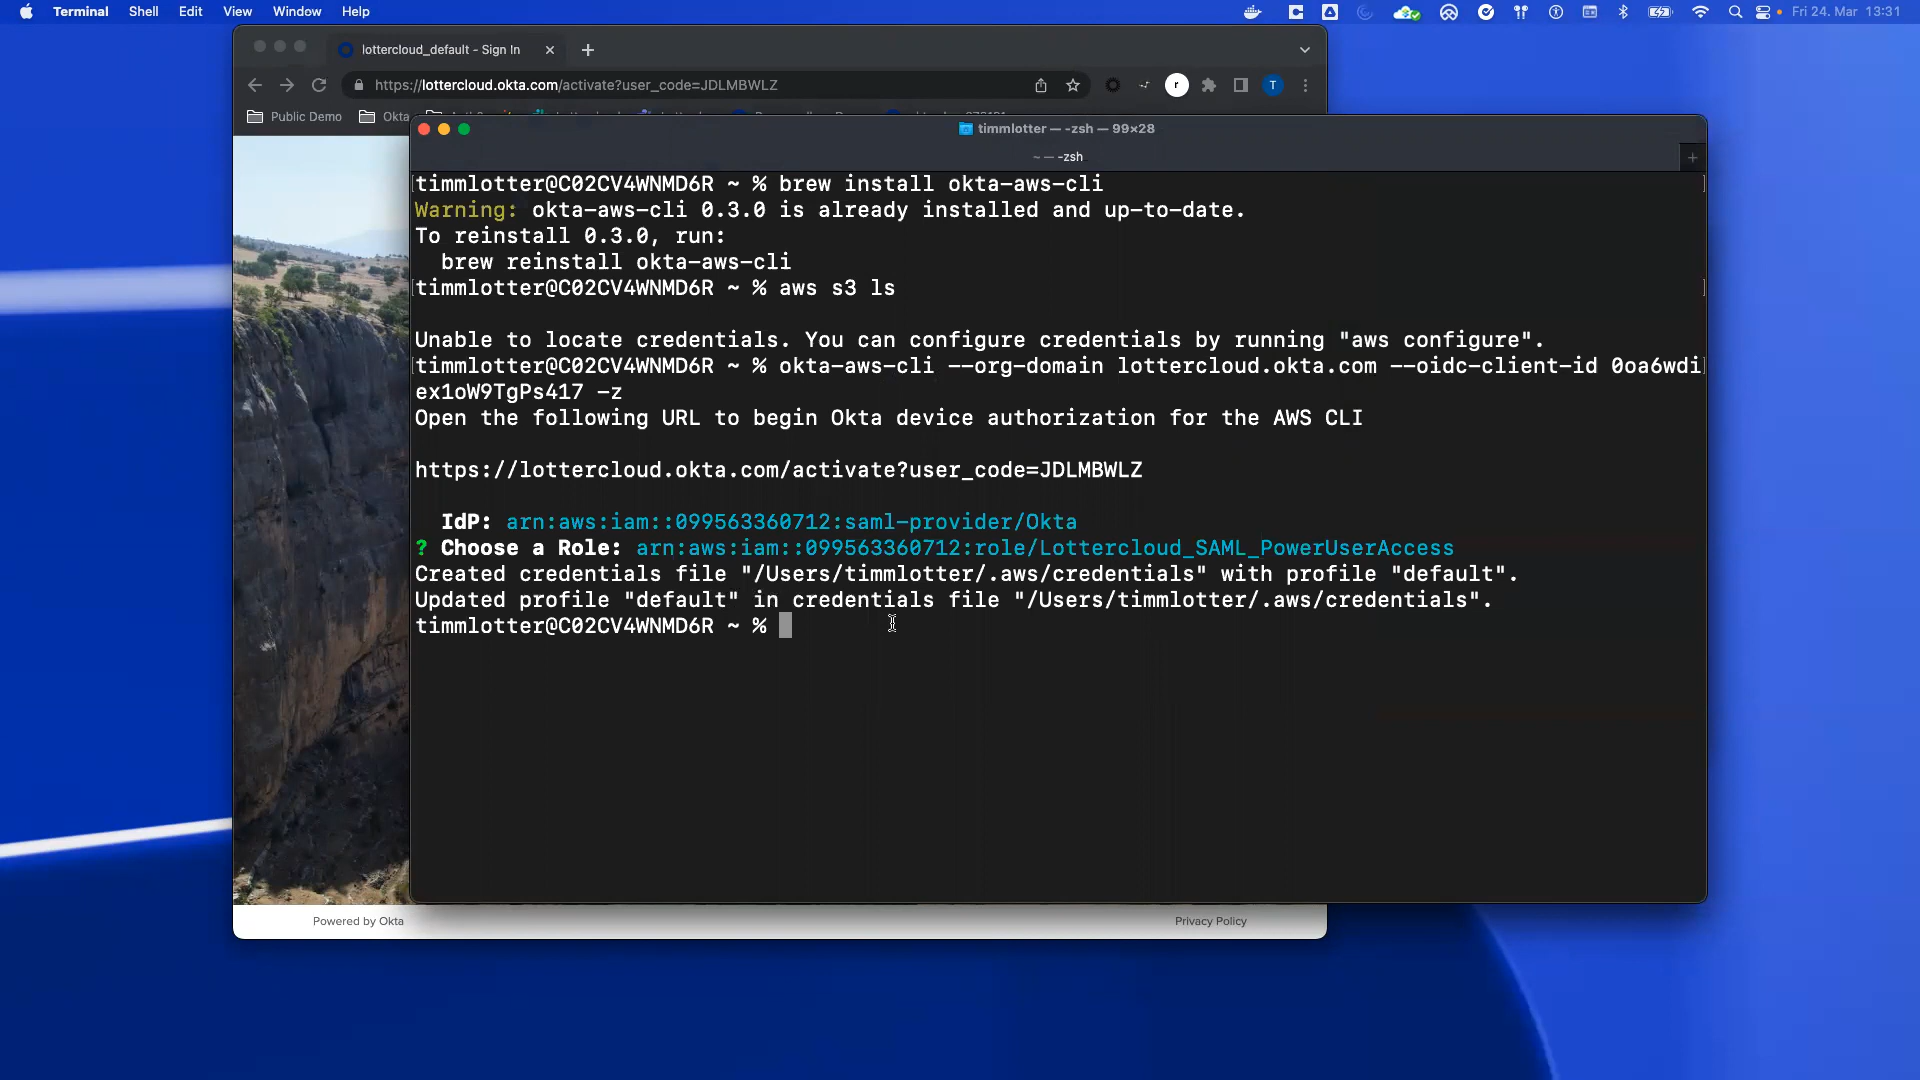 Terminal Shell Edit View Window Help
Fri 24. Mar 13:31
lottercloud_default - Sign In
https://lottercloud.okta.com/activate?user_code=JDLMBWLZ
r
T
Public Demo
Okta
timmlotter — -zsh — 99×28
~ — -zsh
timmlotter@C02CV4WNMD6R ~ % brew install okta-aws-cli
Warning: okta-aws-cli 0.3.0 is already installed and up-to-date.
To reinstall 0.3.0, run:
brew reinstall okta-aws-cli
timmlotter@C02CV4WNMD6R ~ % aws s3 ls
Unable to locate credentials. You can configure credentials by running "aws configure".
timmlotter@C02CV4WNMD6R ~ % okta-aws-cli --org-domain lottercloud.okta.com --oidc-client-id 0oa6wdi
ex1oW9TgPs417 -z
Open the following URL to begin Okta device authorization for the AWS CLI
https://lottercloud.okta.com/activate?user_code=JDLMBWLZ
IdP: arn:aws:iam::099563360712:saml-provider/Okta
? Choose a Role: arn:aws:iam::099563360712:role/Lottercloud_SAML_PowerUserAccess
Created credentials file "/Users/timmlotter/.aws/credentials" with profile "default".
Updated profile "default" in credentials file "/Users/timmlotter/.aws/credentials".
timmlotter@C02CV4WNMD6R ~ %
Powered by Okta
Privacy Policy